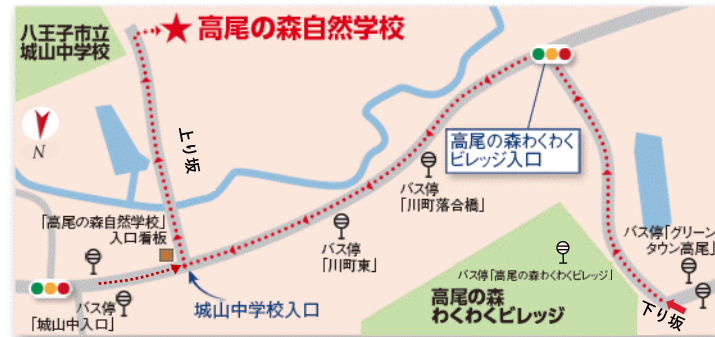 八王子市立
城山中学校
高尾の森自然学校
N
上り坂
高尾の森わくわく
ビレッジ入口
バス停
「川町落合橋」
「高尾の森自然学校」
入口看板
バス停
「川町東」
バス停「グリーン
タウン高尾」
バス停「高尾の森わくわくビレッジ」
高尾の森
わくわくビレッジ
バス停
「城山中入口」
城山中学校入口
下り坂